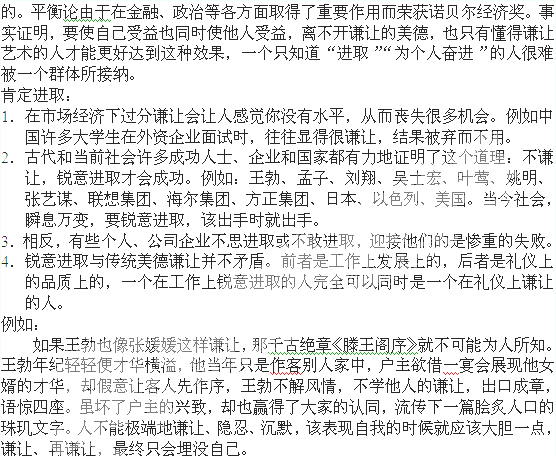 的。平衡论由于在金融、政治等各方面取得了重要作用而荣获诺贝尔经济奖。事
实证明，要使自己受益也同时使他人受益，离不开谦让的美德，也只有懂得谦让
艺术的人才能更好达到这种效果，一个只知道“进取”“为个人奋进”的人很难
被一个群体所接纳。
肯定进取：
1．在市场经济下过分谦让会让人感觉你没有水平，从而丧失很多机会。例如中
国许多大学生在外资企业面试时，往往显得很谦让，结果被弃而不用。
2．古代和当前社会许多成功人士、企业和国家都有力地证明了这个道理：不谦
让，锐意进取才会成功。例如：王勃、孟子、刘翔、吴士宏、叶莺、姚明、
张艺谋、联想集团、海尔集团、方正集团、日本、以色列、美国。当今社会，
瞬息万变，要锐意进取，该出手时就出手。
3．相反，有些个人、公司企业不思进取或不敢进取，迎接他们的是惨重的失败。
4．锐意进取与传统美德谦让并不矛盾。前者是工作上发展上的，后者是礼仪上
的品质上的，一个在工作上锐意进取的人完全可以同时是一个在礼仪上谦让
的人。
例如：
如果王勃也像张媛媛这样谦让，那千古绝章《滕王阁序》就不可能为人所知。
王勃年纪轻轻便才华横溢，他当年只是作客别人家中，户主欲借一宴会展现他女
婿的才华，却假意让客人先作序，王勃不解风情，不学他人的谦让，出口成章，
语惊四座。虽坏了户主的兴致，却也赢得了大家的认同，流传下一篇脍炙人口的
珠玑文字。人不能极端地谦让、隐忍、沉默，该表现自我的时候就应该大胆一点，
谦让、再谦让，最终只会埋没自己。